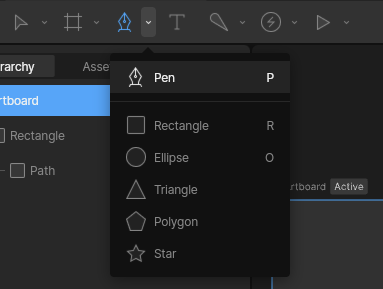 T
rarchy Asse
Pen P
rtboard
Rectangle R
Rectangle
Ellipse O
Path
Triangle
rtboard Active
Polygon
Star